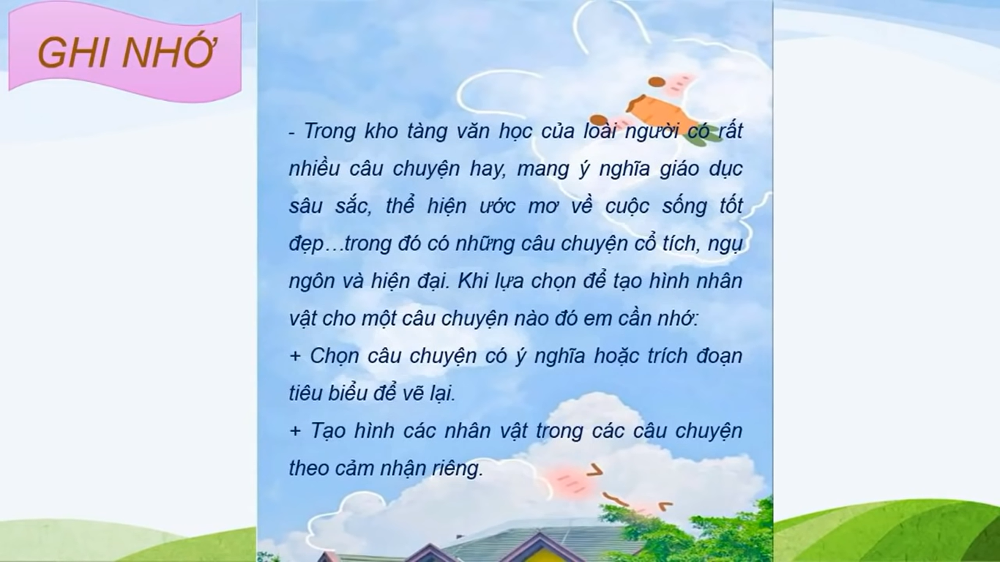 GHI NHỚ
- Trong kho tàng văn học của loài người có rất
nhiều câu chuyện hay, mang ý nghĩa giáo dục
sâu sắc, thể hiện ước mơ về cuộc sống tốt
đẹp…trong đó có những câu chuyện cổ tích, ngụ
ngôn và hiện đại. Khi lựa chọn để tạo hình nhân
vật cho một câu chuyện nào đó em cần nhớ:
+ Chọn câu chuyện có ý nghĩa hoặc trích đoạn
tiêu biểu để vẽ lại.
+ Tạo hình các nhân vật trong các câu chuyện
theo cảm nhận riêng.